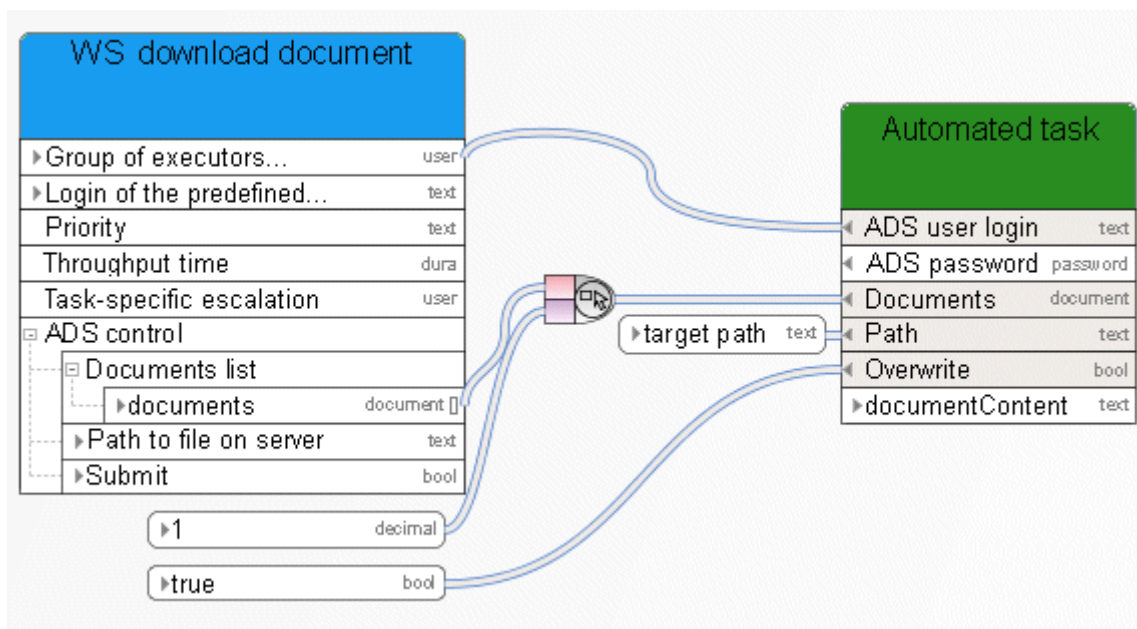 WS download document
Group of executors... user
Login of the predefined... text
Priority text
Throughput time dura
Task-specific escalation user
ADS control
Documents list
documents document []
Path to file on server text
Submit bool
1 decimal
true bool
target path text
Automated task
ADS user login text
ADS password password
Documents document
Path text
Overwrite bool
documentContent text